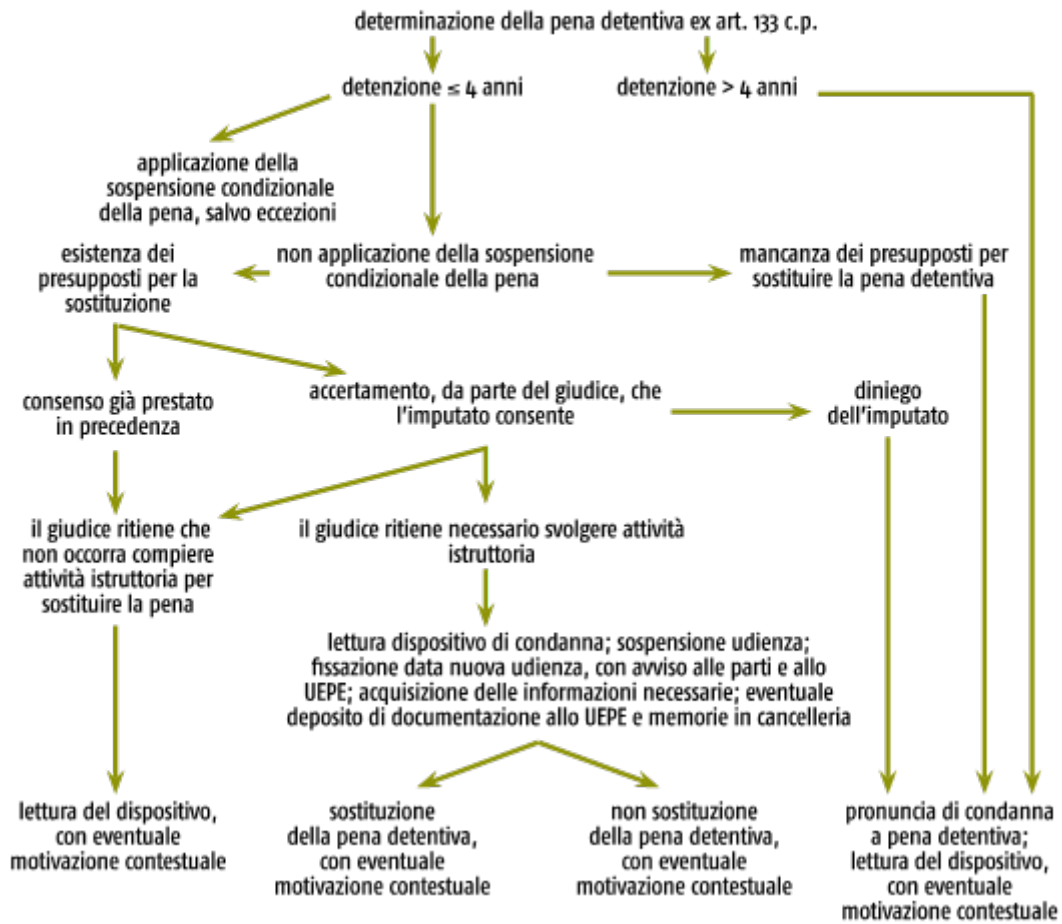 determinazione della pena detentiva ex art. 133 c.p.
detenzione ≤ 4 anni
detenzione > 4 anni
applicazione della
sospensione condizionale
della pena, salvo eccezioni
esistenza dei
presupposti per la
sostituzione
non applicazione della sospensione
condizionale della pena
mancanza dei presupposti per
sostituire la pena detentiva
consenso già prestato
in precedenza
accertamento, da parte del giudice, che
l'imputato consente
diniego
dell'imputato
il giudice ritiene che
non occorra compiere
attività istruttoria per
sostituire la pena
il giudice ritiene necessario svolgere attività
istruttoria
lettura dispositivo di condanna; sospensione udienza;
fissazione data nuova udienza, con avviso alle parti e allo
UEPE; acquisizione delle informazioni necessarie; eventuale
deposito di documentazione allo UEPE e memorie in cancelleria
lettura del dispositivo,
con eventuale
motivazione contestuale
sostituzione
della pena detentiva,
con eventuale
motivazione contestuale
non sostituzione
della pena detentiva,
con eventuale
motivazione contestuale
pronuncia di condanna
a pena detentiva;
lettura del dispositivo,
con eventuale
motivazione contestuale